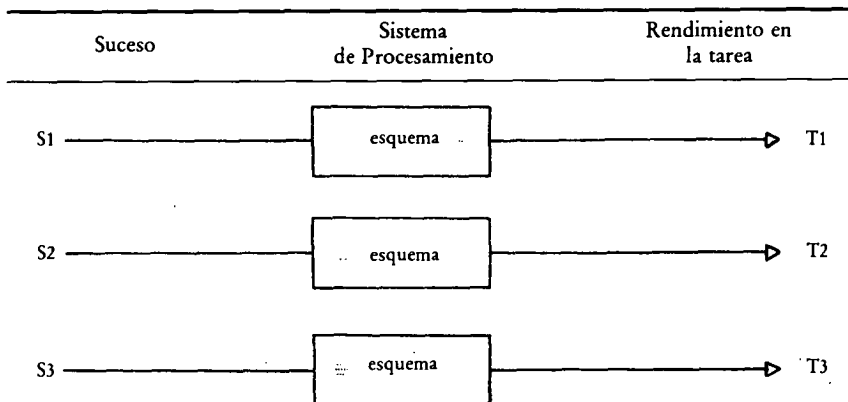 Suceso
Sistema
de Procesamiento
Rendimiento en
la tarea
S1 esquema T1
S2 esquema T2
S3 esquema T3